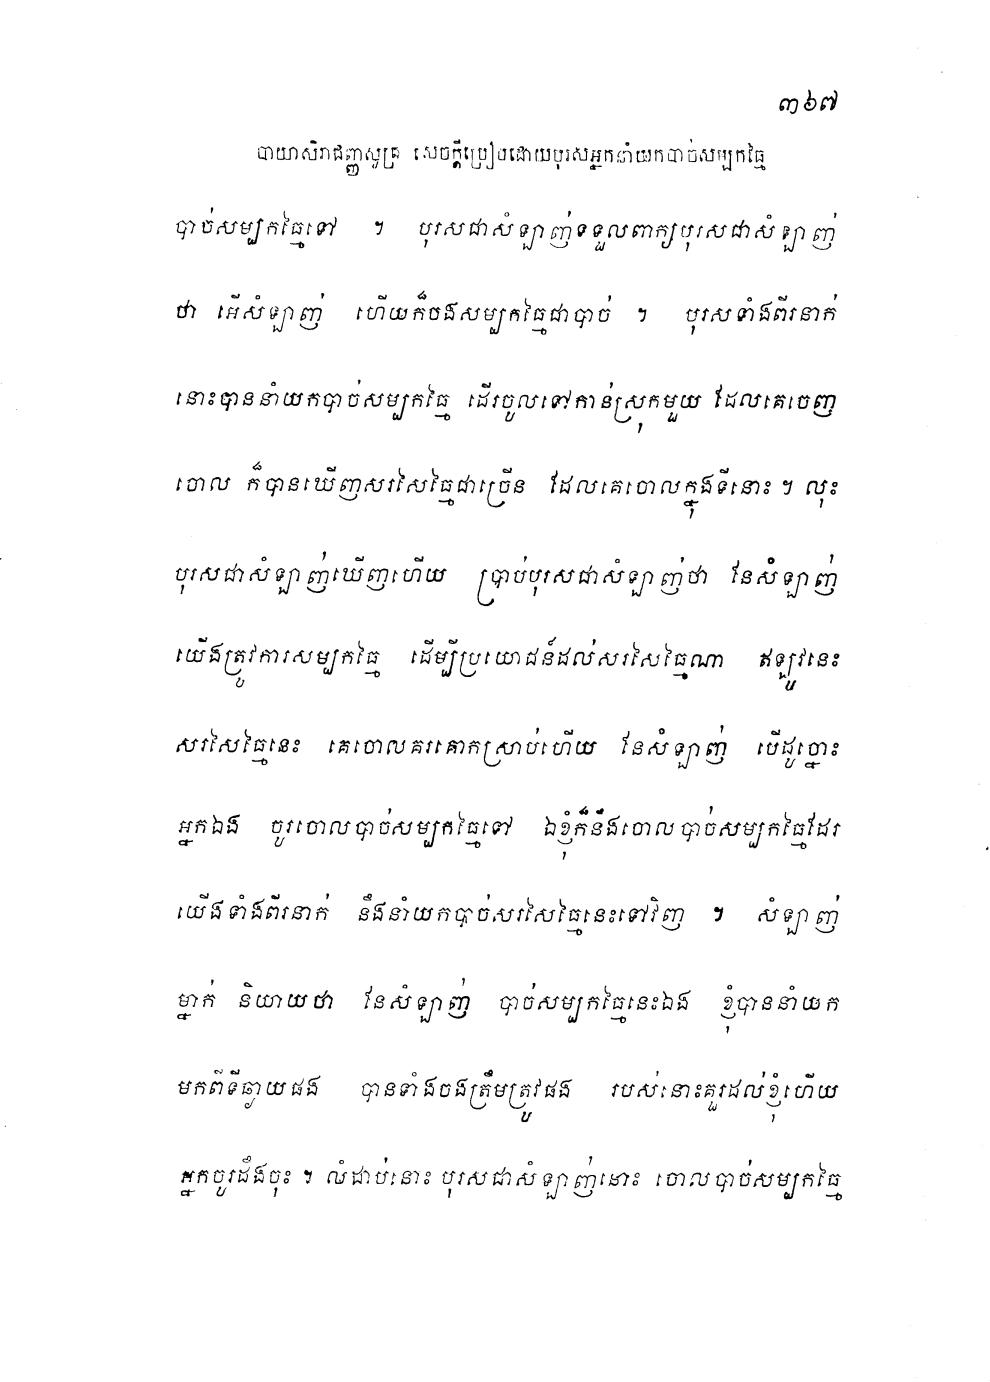 ៣៦៧
បាយាសិរាជញ្ញសូត្រ សេចក្តីប្រៀបដោយបុរសអ្នកនាំយកបាច់សម្បកធ្មៃ
បាច់សម្បកធ្មៃទៅ ។ បុរសជាសំឡាញ់ទទួលពាក្យបុរសជាសំឡាញ់
ថា អើសំឡាញ់ ហើយក៏ចងសម្បកធ្មៃជាបាច់ ។ បុរសទាំងពីរនាក់
នោះបាននាំយកបាច់សម្បកធ្មៃ ដើរចូលទៅកាន់ស្រុកមួយ ដែលគេចេញ
ចោល ក៏បានឃើញសរសៃធ្មៃជាច្រើន ដែលគេចោលក្នុងទីនោះ ។ លុះ
បុរសជាសំឡាញ់ឃើញហើយ ប្រាប់បុរសជាសំឡាញ់ថា នែសំឡាញ់
យើងត្រូវការសម្បកធ្មៃ ដើម្បីប្រយោជន៍ដល់សរសៃធ្មៃណា ឥឡូវនេះ
សរសៃធ្មៃនេះ គេចោលគរគោកស្រាប់ហើយ នែសំឡាញ់ បើដូច្នោះ
អ្នកឯង ចូរចោលបាច់សម្បកធ្មៃទៅ ឯខ្ញុំក៏នឹងចោលបាច់សម្បកធ្មៃដែរ
យើងទាំងពីរនាក់ នឹងនាំយកបាច់សរសៃធ្មៃនេះទៅវិញ ។ សំឡាញ់
ម្នាក់ និយាយថា នែសំឡាញ់ បាច់សម្បកធ្មៃនេះឯង ខ្ញុំបាននាំយក
មកពីទីឆ្ងាយផង បានទាំងចងត្រឹមត្រូវផង របស់នោះគួរដល់ខ្ញុំហើយ
អ្នកចូរដឹងចុះ ។ លំដាប់នោះ បុរសជាសំឡាញ់នោះ ចោលបាច់សម្បកធ្មៃ